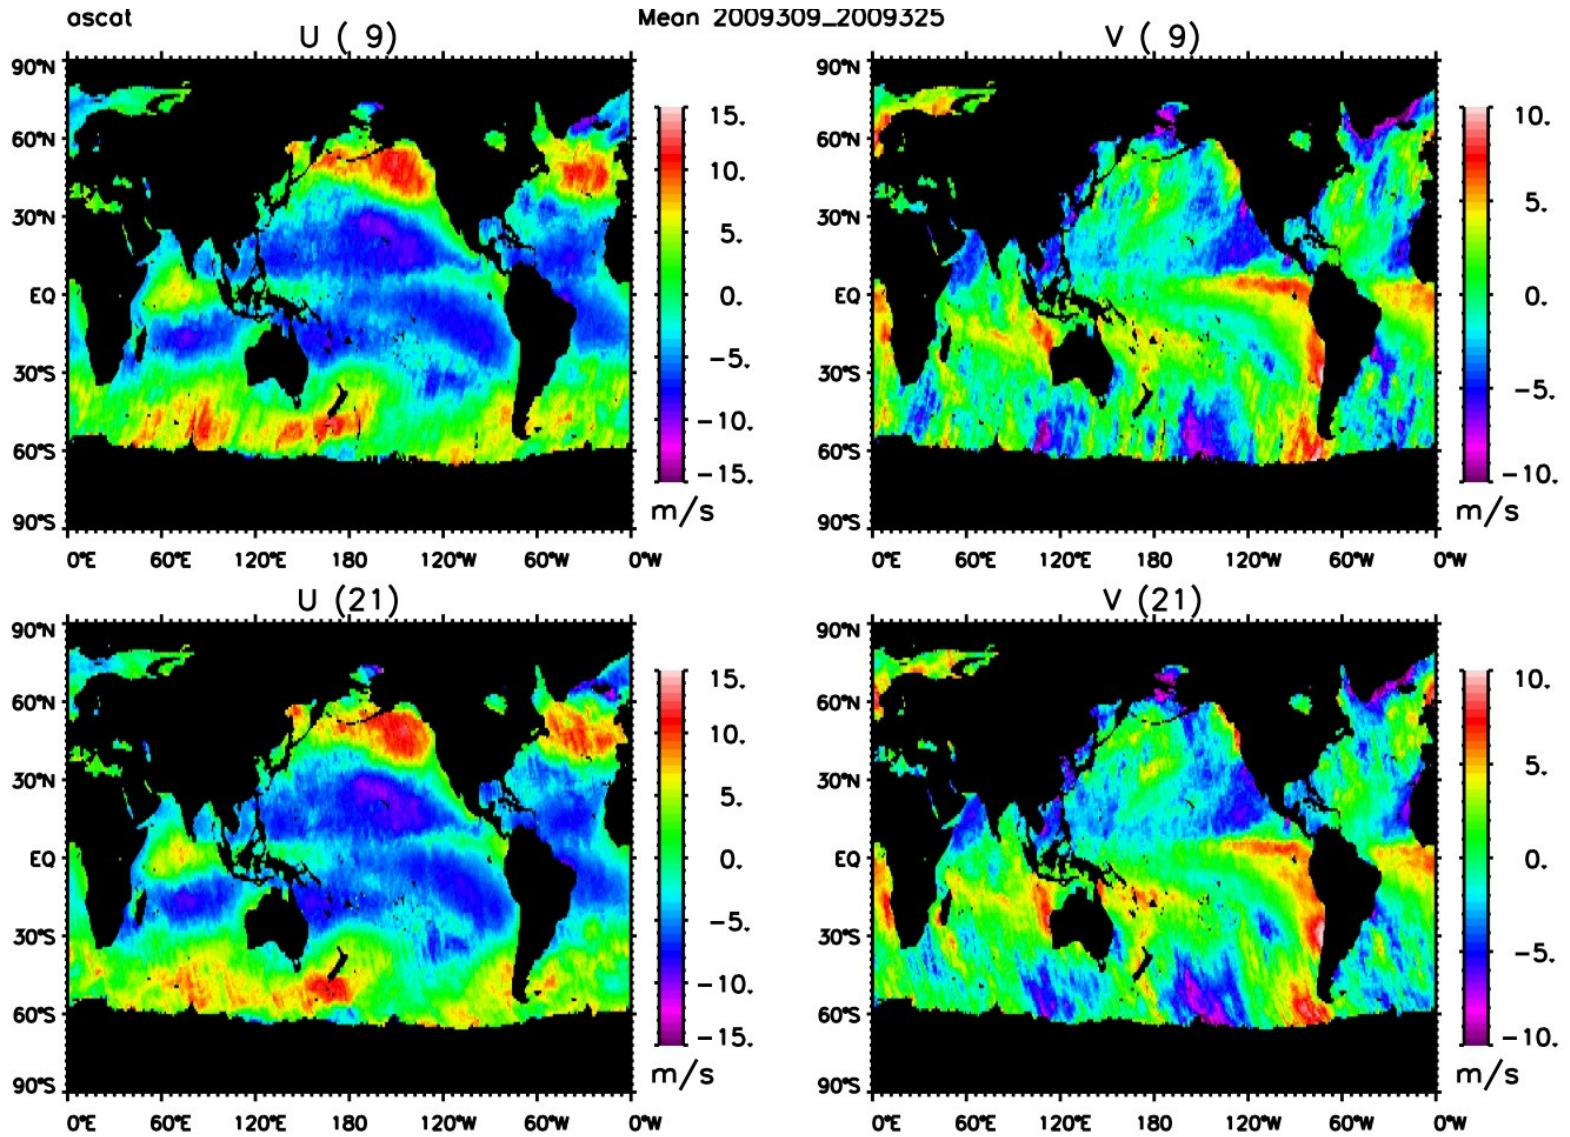 ascat Mean 2009309_2009325
U ( 9) V ( 9)
90°N 90°N
15. 10.
60°N 60°N
10. 5.
30°N 30°N
5.
EQ 0. EQ 0.
-5. -5.
30°S 30°S
-10.
60°S 60°S
-15. -10.
m/s m/s
90°S 90°S
0°E 60°E 120°E 180 120°W 60°W 0°W 0°E 60°E 120°E 180 120°W 60°W 0°W
U (21) V (21)
90°N 90°N
15. 10.
60°N 60°N
10. 5.
30°N 30°N
5.
EQ 0. EQ 0.
-5. -5.
30°S 30°S
-10.
60°S 60°S
-15. -10.
m/s m/s
90°S 90°S
0°E 60°E 120°E 180 120°W 60°W 0°W 0°E 60°E 120°E 180 120°W 60°W 0°W